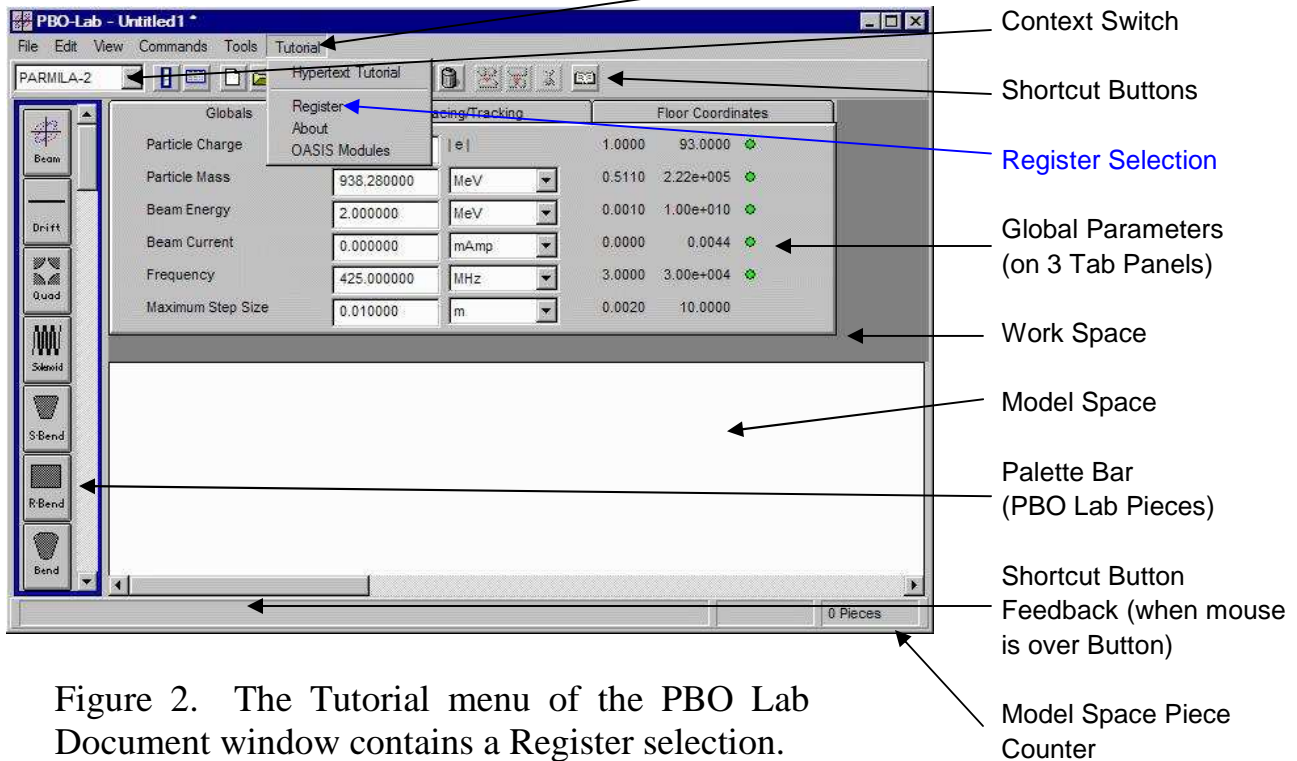 PBO-Lab - Untitled1 *
File Edit View Commands Tools Tutorial
PARMILA-2
Hypertext Tutorial
Register
About
OASIS Modules
Globals acing/Tracking Floor Coordinates
Particle Charge |e| 1.0000 93.0000
Particle Mass 938.280000 MeV 0.5110 2.22e+005
Beam Energy 2.000000 MeV 0.0010 1.00e+010
Beam Current 0.000000 mAmp 0.0000 0.0044
Frequency 425.000000 MHz 3.0000 3.00e+004
Maximum Step Size 0.010000 m 0.0020 10.0000
Beam
Drift
Quad
Solenoid
S-Bend
R-Bend
Bend
0 Pieces
Context Switch
Shortcut Buttons
Register Selection
Global Parameters
(on 3 Tab Panels)
Work Space
Model Space
Palette Bar
(PBO Lab Pieces)
Shortcut Button
Feedback (when mouse
is over Button)
Model Space Piece
Counter
Figure 2. The Tutorial menu of the PBO Lab
Document window contains a Register selection.